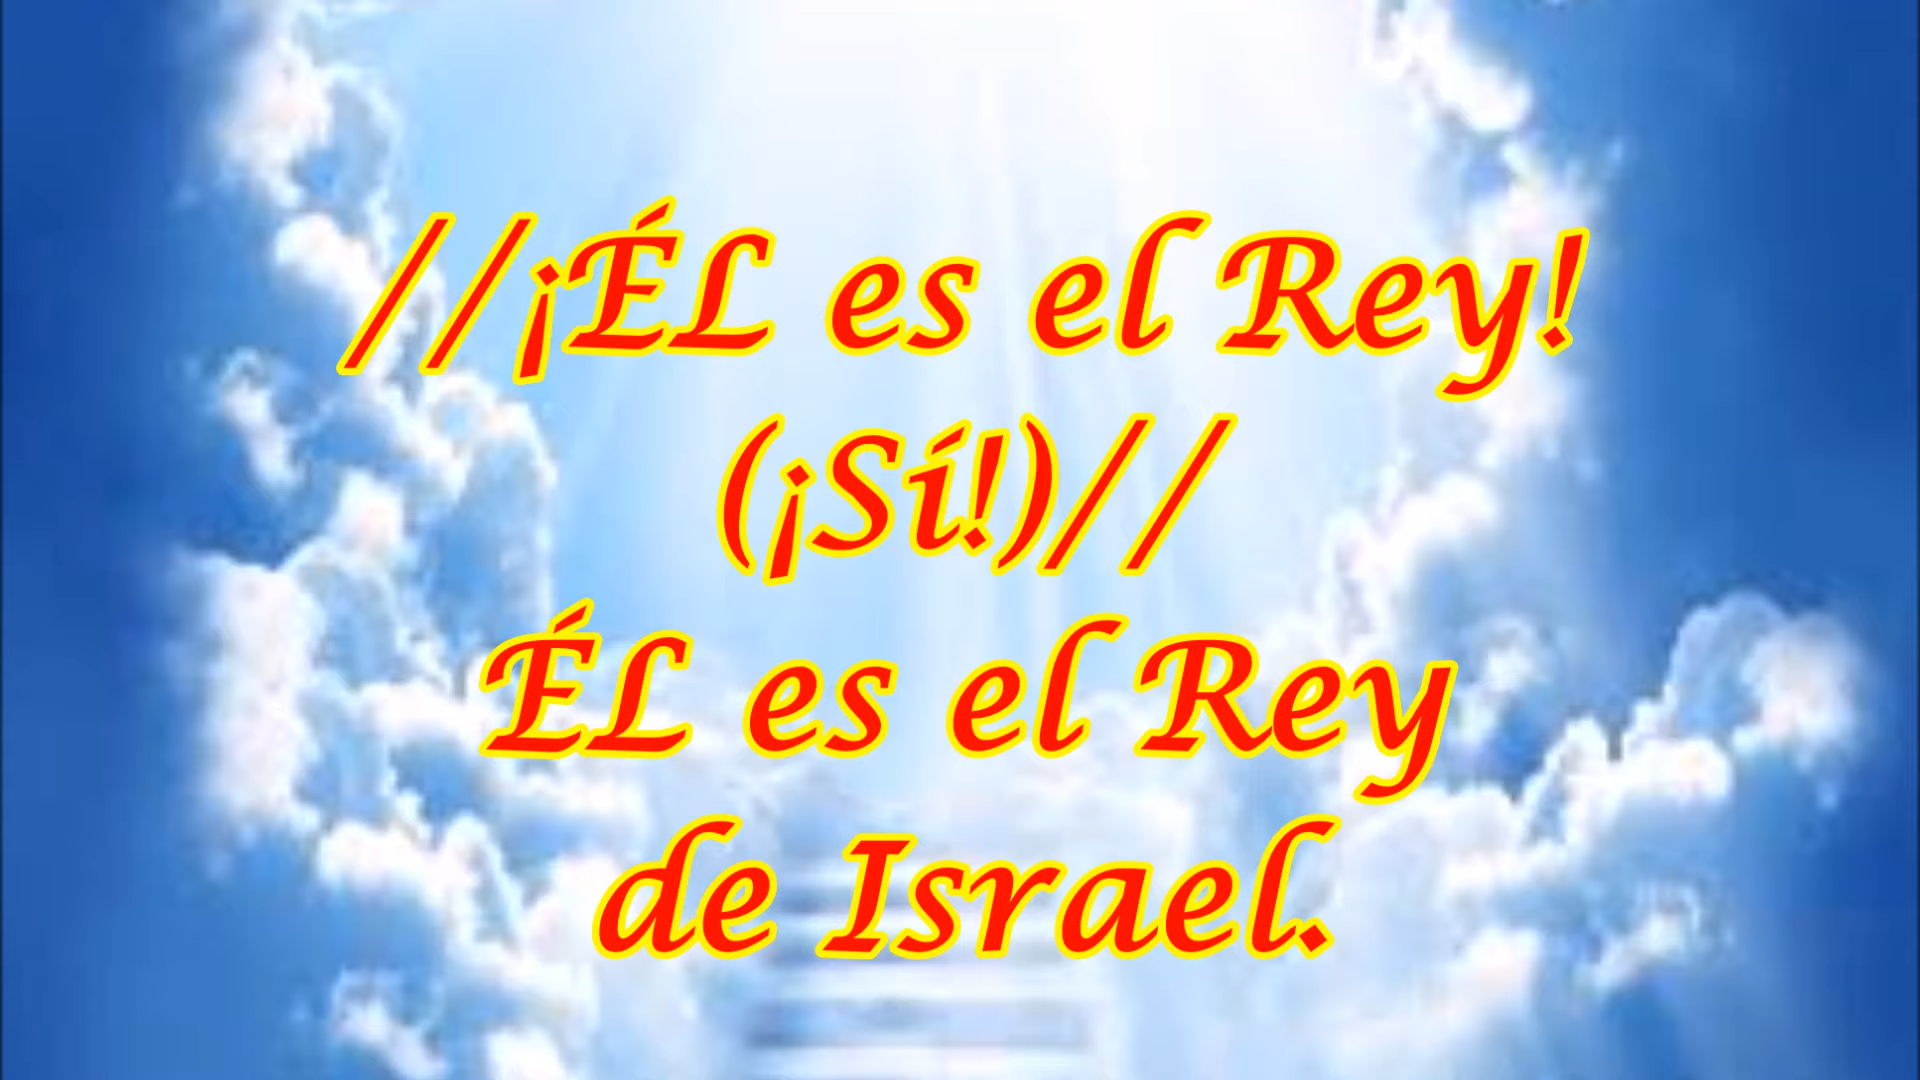 //¡ÉL es el Rey!
(¡Sí!)//
ÉL es el Rey
de Israel.